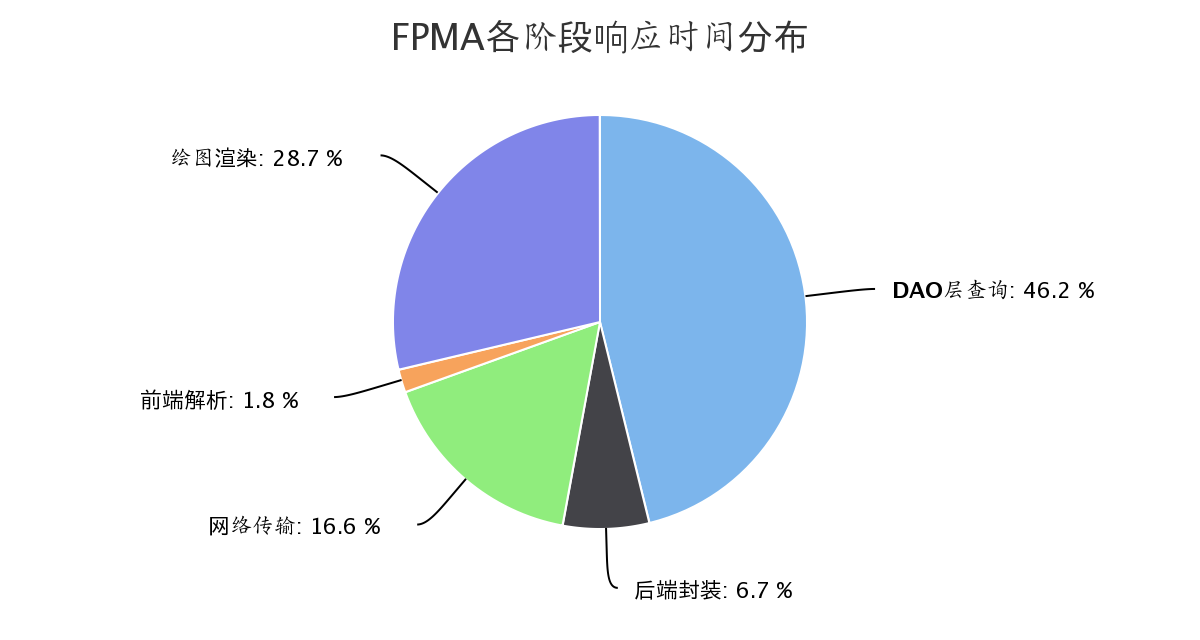 FPMA各阶段响应时间分布
绘图渲染: 28.7 %
DAO层查询: 46.2 %
前端解析: 1.8 %
网络传输: 16.6 %
后端封装: 6.7 %